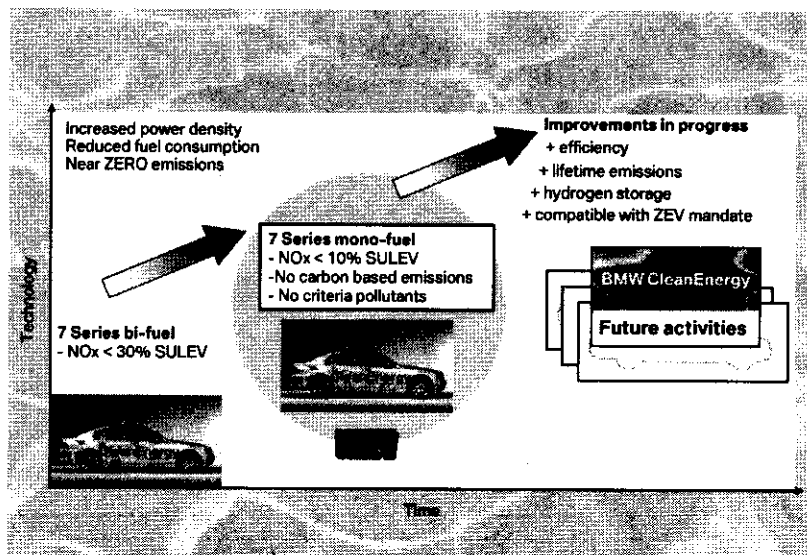 Increased power density
Reduced fuel consumption
Near ZERO emissions
Improvements in progress
+ efficiency
+ lifetime emissions
+ hydrogen storage
+ compatible with ZEV mandate
7 Series mono-fuel
- NOx < 10% SULEV
-No carbon based emissions
- No criteria pollutants
7 Series bi-fuel
- NOx < 30% SULEV
BMW CleanEnergy
Future activities
Technology
Time